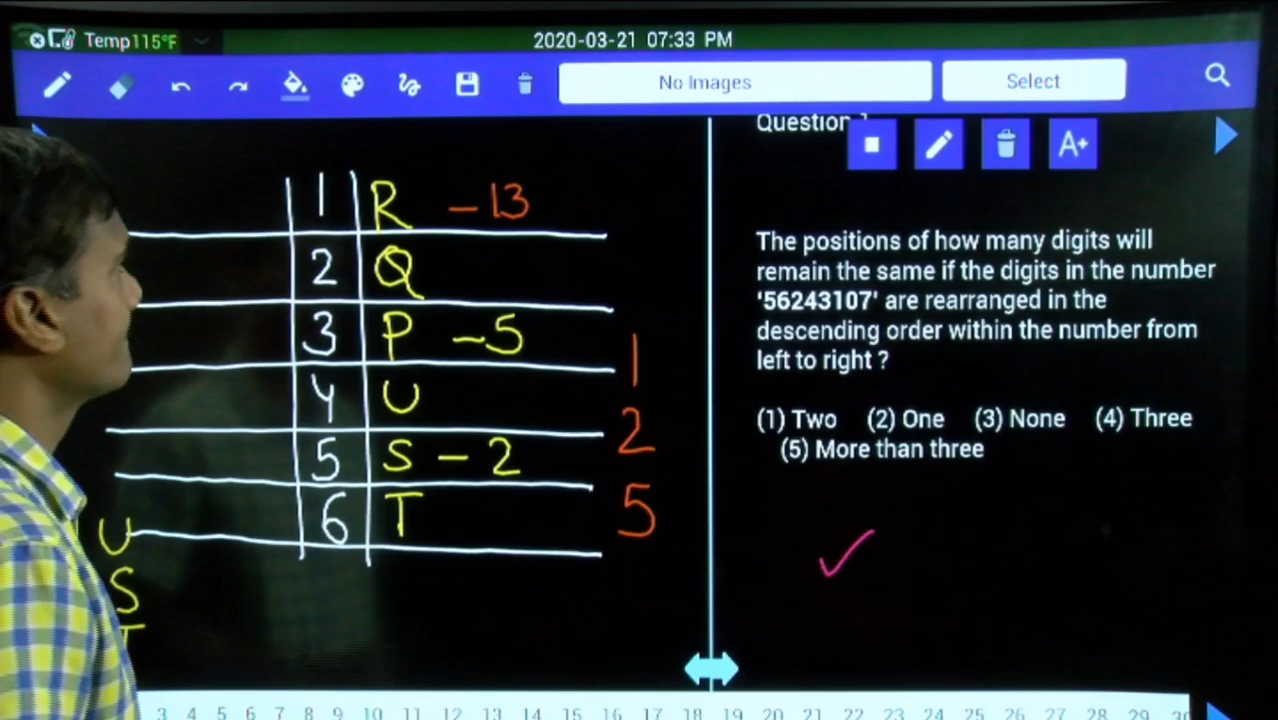 Temp115°F
2020-03-21 07:33 PM
No Images
Select
A+
1 R - 13
2 Q
3 P - 5
4 U
5 S - 2
6 T
1
2
5
U
S
T
Question 1
The positions of how many digits will
remain the same if the digits in the number
'56243107' are rearranged in the
descending order within the number from
left to right ?
(1) Two (2) One (3) None (4) Three
(5) More than three
3 4 5 6 7 8 9 10 11 12 13 14 15 16 17 18 19 20 21 22 23 24 25 26 27 28 29 30